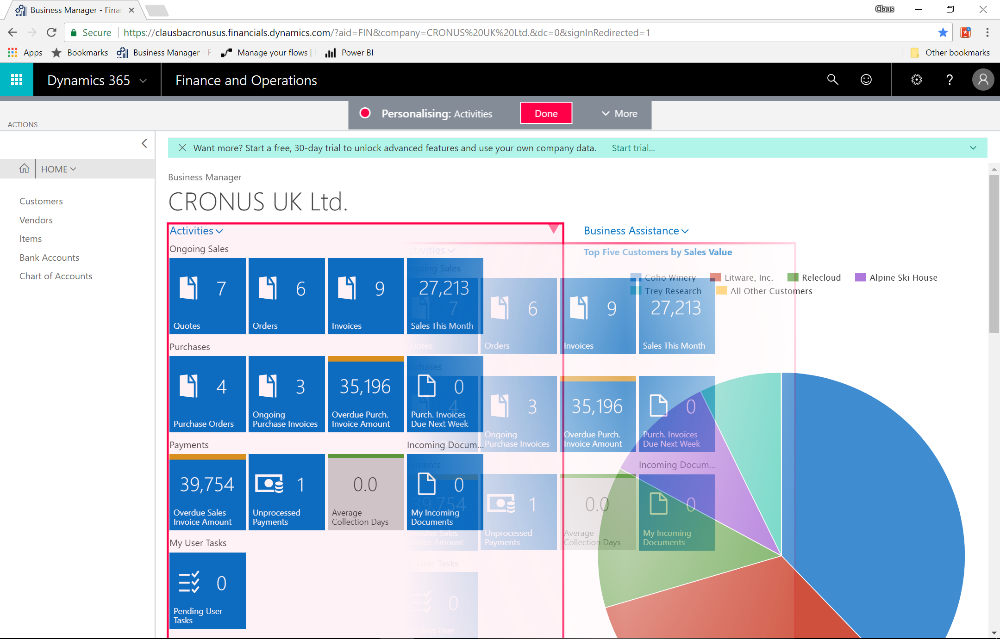 Business Manager - Finan
Claus
Secure
https://clausbacronusus.financials.dynamics.com/?aid=FIN&company=CRONUS%20UK%20Ltd.&dc=0&signInRedirected=1
Apps
Bookmarks
Business Manager - F
Manage your flows |
Power BI
Other bookmarks
Dynamics 365
Finance and Operations
?
Personalising: Activities
Done
More
ACTIONS
Want more? Start a free, 30-day trial to unlock advanced features and use your own company data.
Start trial...
HOME
Customers
Vendors
Items
Bank Accounts
Chart of Accounts
Business Manager
CRONUS UK Ltd.
Activities
Ongoing Sales
7
Quotes
6
Orders
9
Invoices
27,213
Sales This Month
Purchases
4
Purchase Orders
3
Ongoing
Purchase Invoices
35,196
Overdue Purch.
Invoice Amount
0
Purch. Invoices
Due Next Week
Payments
39,754
Overdue Sales
Invoice Amount
1
Unprocessed
Payments
0.0
Average
Collection Days
Incoming Docum...
0
My Incoming
Documents
My User Tasks
0
Pending User
Tasks
ctivities
going Sales
7
uotes
6
Orders
9
Invoices
27,213
Sales This Month
urchases
4
3
Ongoing
Purchase Invoices
35,196
Overdue Purch.
Invoice Amount
0
Purch. Invoices
Due Next Week
yments
39,754
verdue Sales
nvoice Amount
1
Unprocessed
Payments
0.0
Average
Collection Days
Incoming Docum...
0
My Incoming
Documents
User Tasks
0
nding User
Business Assistance
Top Five Customers by Sales Value
Coho Winery
Litware, Inc.
Relecloud
Alpine Ski House
Trey Research
All Other Customers